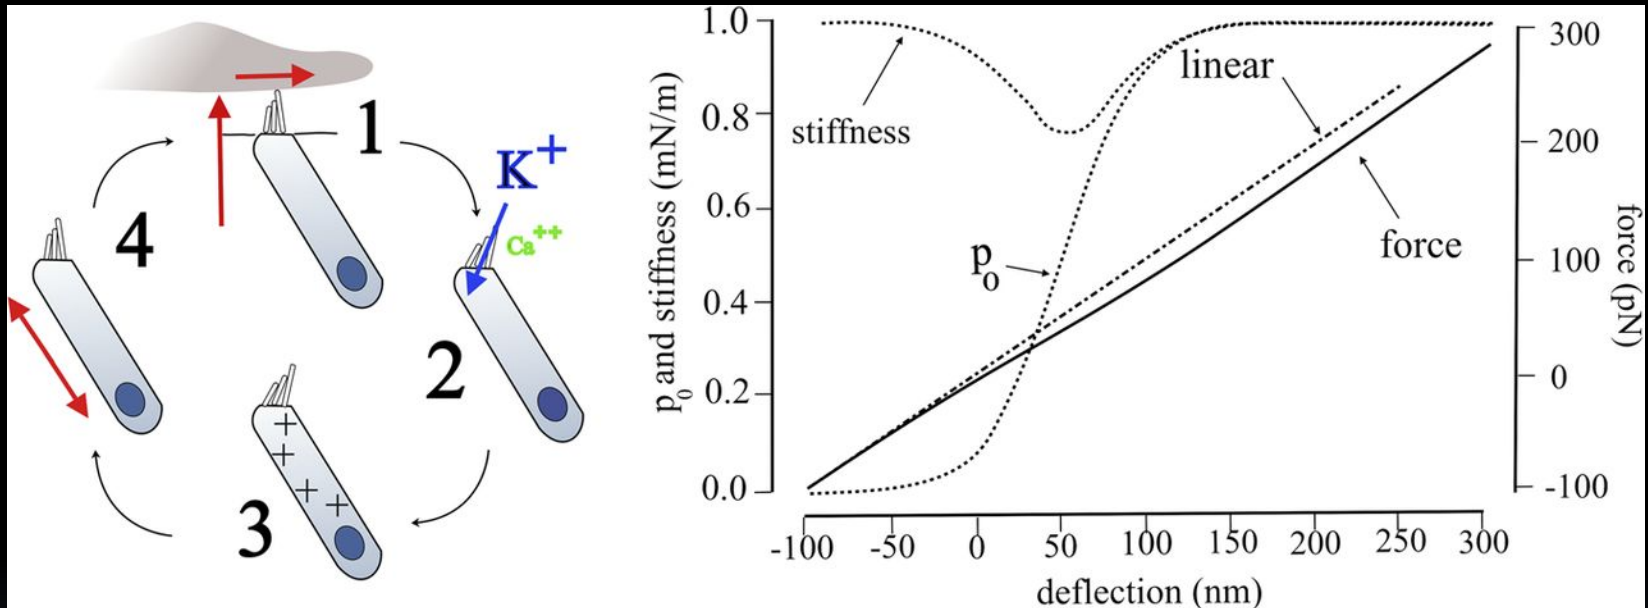 1
K+
Ca++
2
3
4
p0 and stiffness (mN/m)
1.0
0.8
0.6
0.4
0.2
0.0
stiffness
linear
po
force
force (pN)
300
200
100
0
-100
-100 -50 0 50 100 150 200 250 300
deflection (nm)